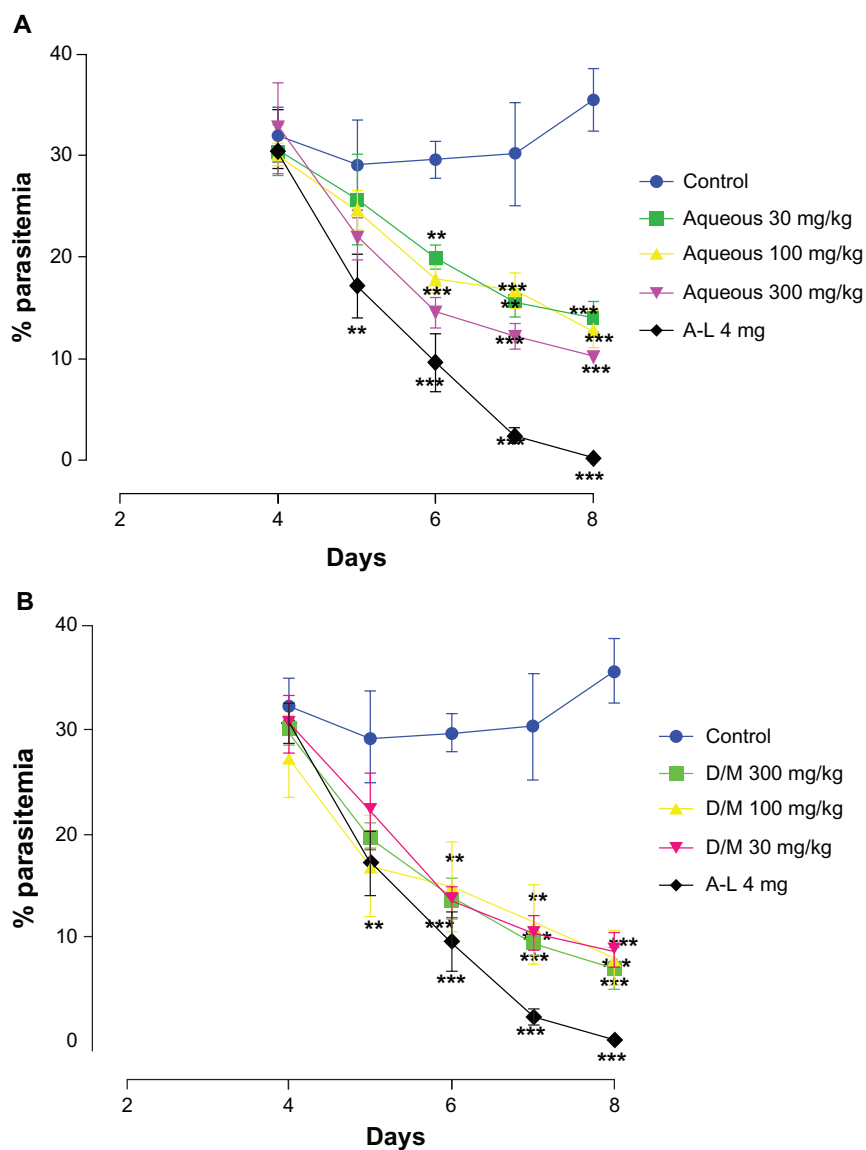 A
% parasitemia
40
30
20
10
0
**
***
**
***
***
**
***
***
***
***
***
***
***
2
4
6
8
Days
Control
Aqueous 30 mg/kg
Aqueous 100 mg/kg
Aqueous 300 mg/kg
A-L 4 mg
B
% parasitemia
40
30
20
10
0
**
**
**
***
***
***
***
***
***
***
***
***
2
4
6
8
Days
Control
D/M 300 mg/kg
D/M 100 mg/kg
D/M 30 mg/kg
A-L 4 mg